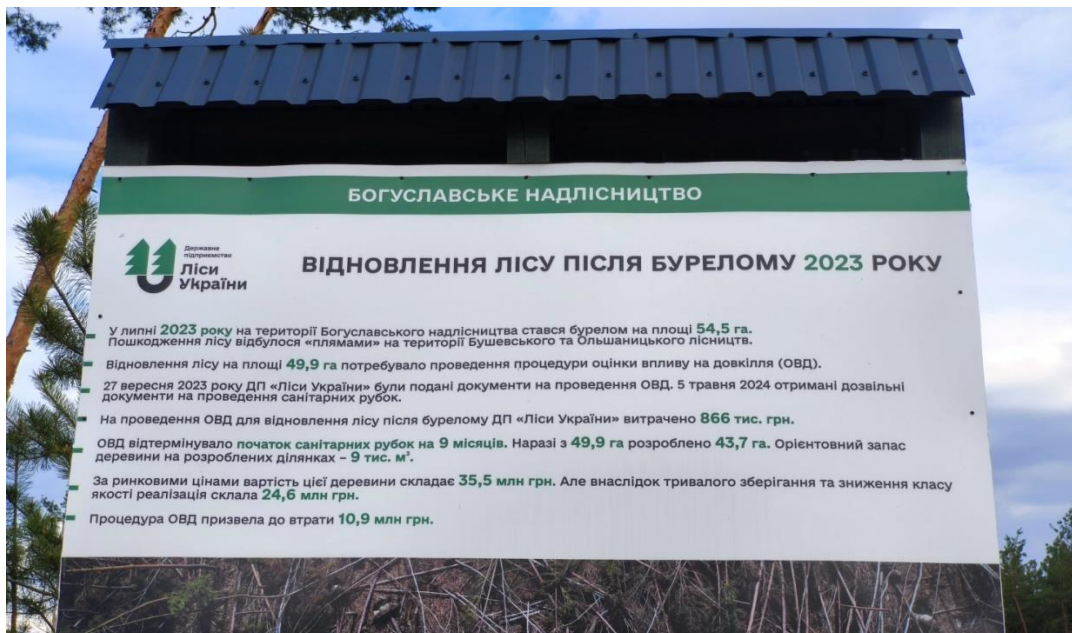 БОГУСЛАВСЬКЕ НАДЛІСНИЦТВО
Державне
підприємство
Ліси
України
ВІДНОВЛЕННЯ ЛІСУ ПІСЛЯ БУРЕЛОМУ 2023 РОКУ
У липні 2023 року на території Богуславського надлісництва стався бурелом на площі 54,5 га.
Пошкодження лісу відбулося «плямами» на території Бушевського та Ольшаницького лісництв.
Відновлення лісу на площі 49,9 га потребувало проведення процедури оцінки впливу на довкілля (ОВД).
27 вересня 2023 року ДП «Ліси України» були подані документи на проведення ОВД. 5 травня 2024 отримані дозвільні
документи на проведення санітарних рубок.
На проведення ОВД для відновлення лісу після бурелому ДП «Ліси України» витрачено 866 тис. грн.
ОВД відтермінувало початок санітарних рубок на 9 місяців. Наразі з 49,9 га розроблено 43,7 га. Орієнтовний запас
деревини на розроблених ділянках – 9 тис. м³.
За ринковими цінами вартість цієї деревини складає 35,5 млн грн. Але внаслідок тривалого зберігання та зниження класу
якості реалізація склала 24,6 млн грн.
Процедура ОВД призвела до втрати 10,9 млн грн.